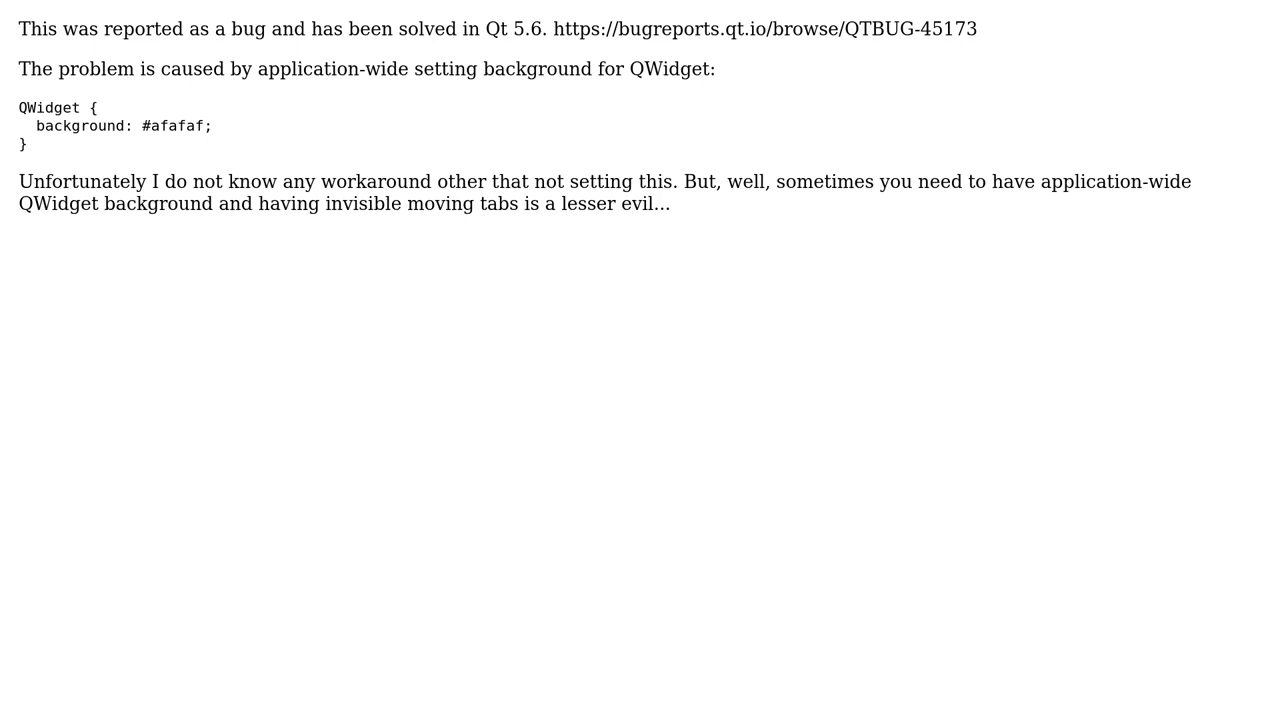 This was reported as a bug and has been solved in Qt 5.6. https://bugreports.qt.io/browse/QTBUG-45173
The problem is caused by application-wide setting background for QWidget:
QWidget {
  background: #afafaf;
}
Unfortunately I do not know any workaround other that not setting this. But, well, sometimes you need to have application-wide
QWidget background and having invisible moving tabs is a lesser evil...